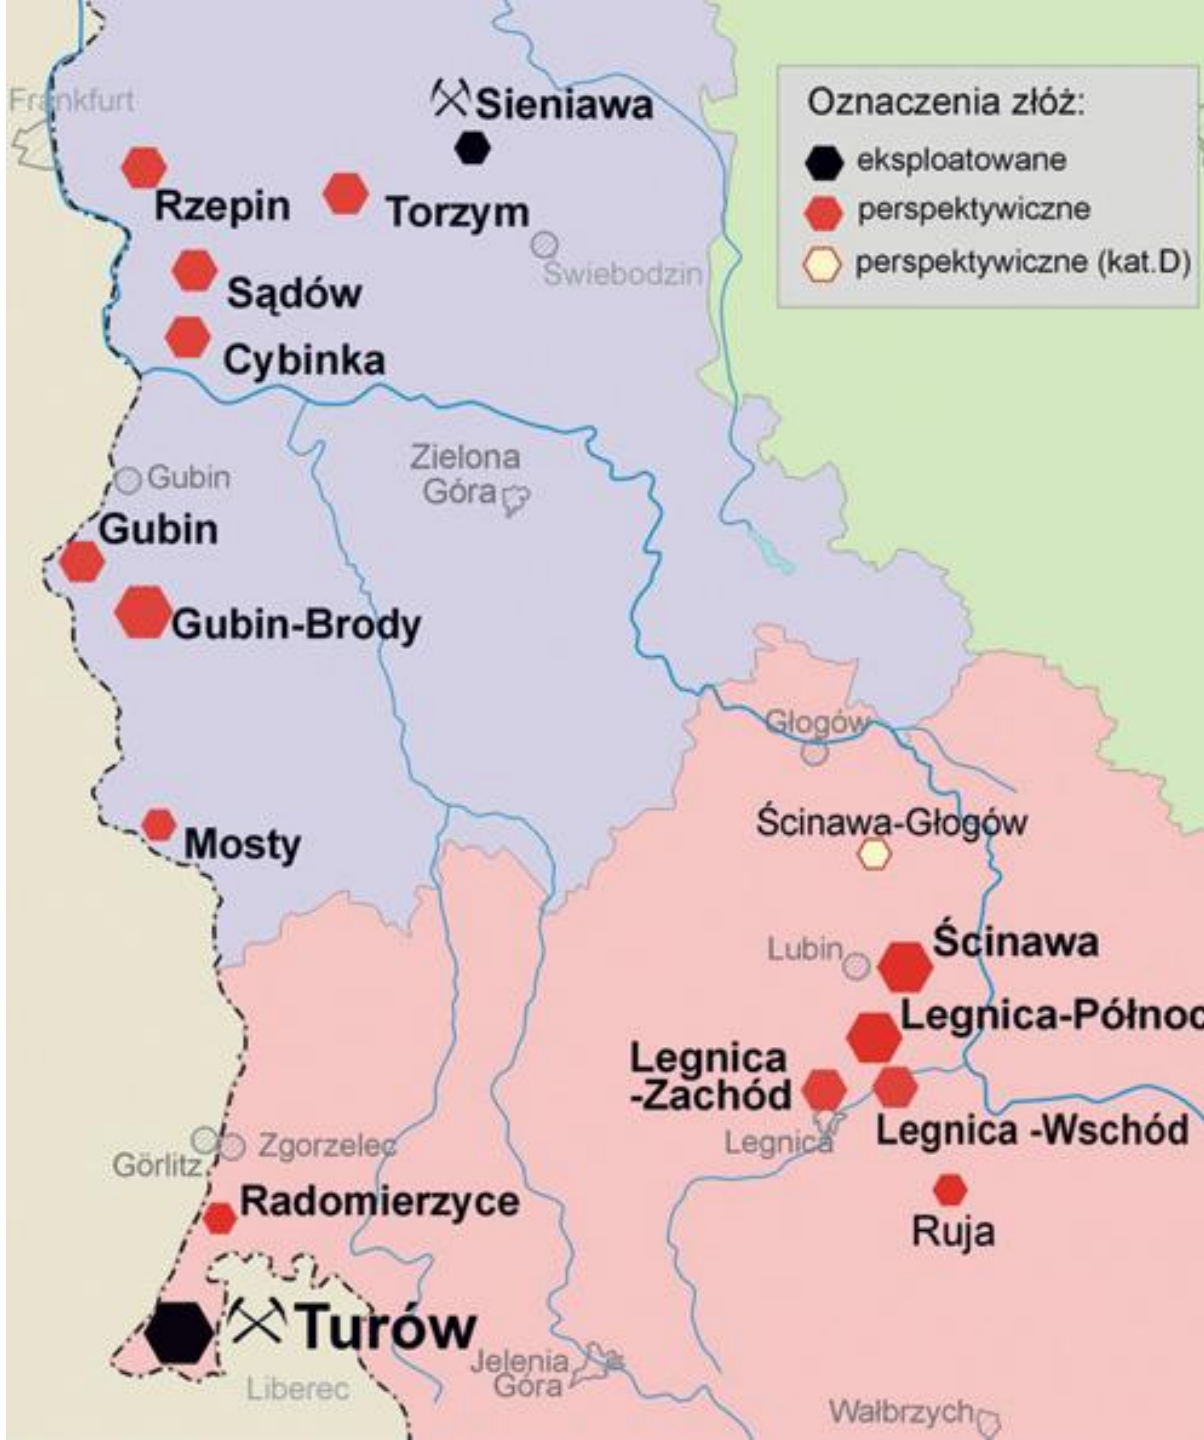 Frankfurt
Sieniawa
Oznaczenia złóż:
eksploatowane
perspektywiczne
perspektywiczne (kat.D)
Rzepin
Torzym
Świebodzin
Sądów
Cybinka
Zielona
Góra
Gubin
Gubin
Gubin-Brody
Głogów
Ścinawa-Głogów
Mosty
Lubin
Ścinawa
Legnica-Północ
Legnica
-Zachód
Legnica
Legnica -Wschód
Zgorzelec
Görlitz
Radomierzyce
Ruja
Turów
Jelenia
Góra
Liberec
Wałbrzych